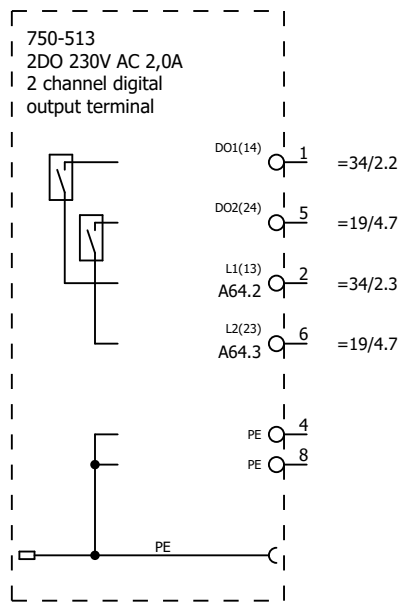 750-513
2DO 230V AC 2,0A
2 channel digital
output terminal
DO1(14) 1 =34/2.2
DO2(24) 5 =19/4.7
L1(13) 2 =34/2.3
A64.2
L2(23) 6 =19/4.7
A64.3
PE 4
PE 8
PE